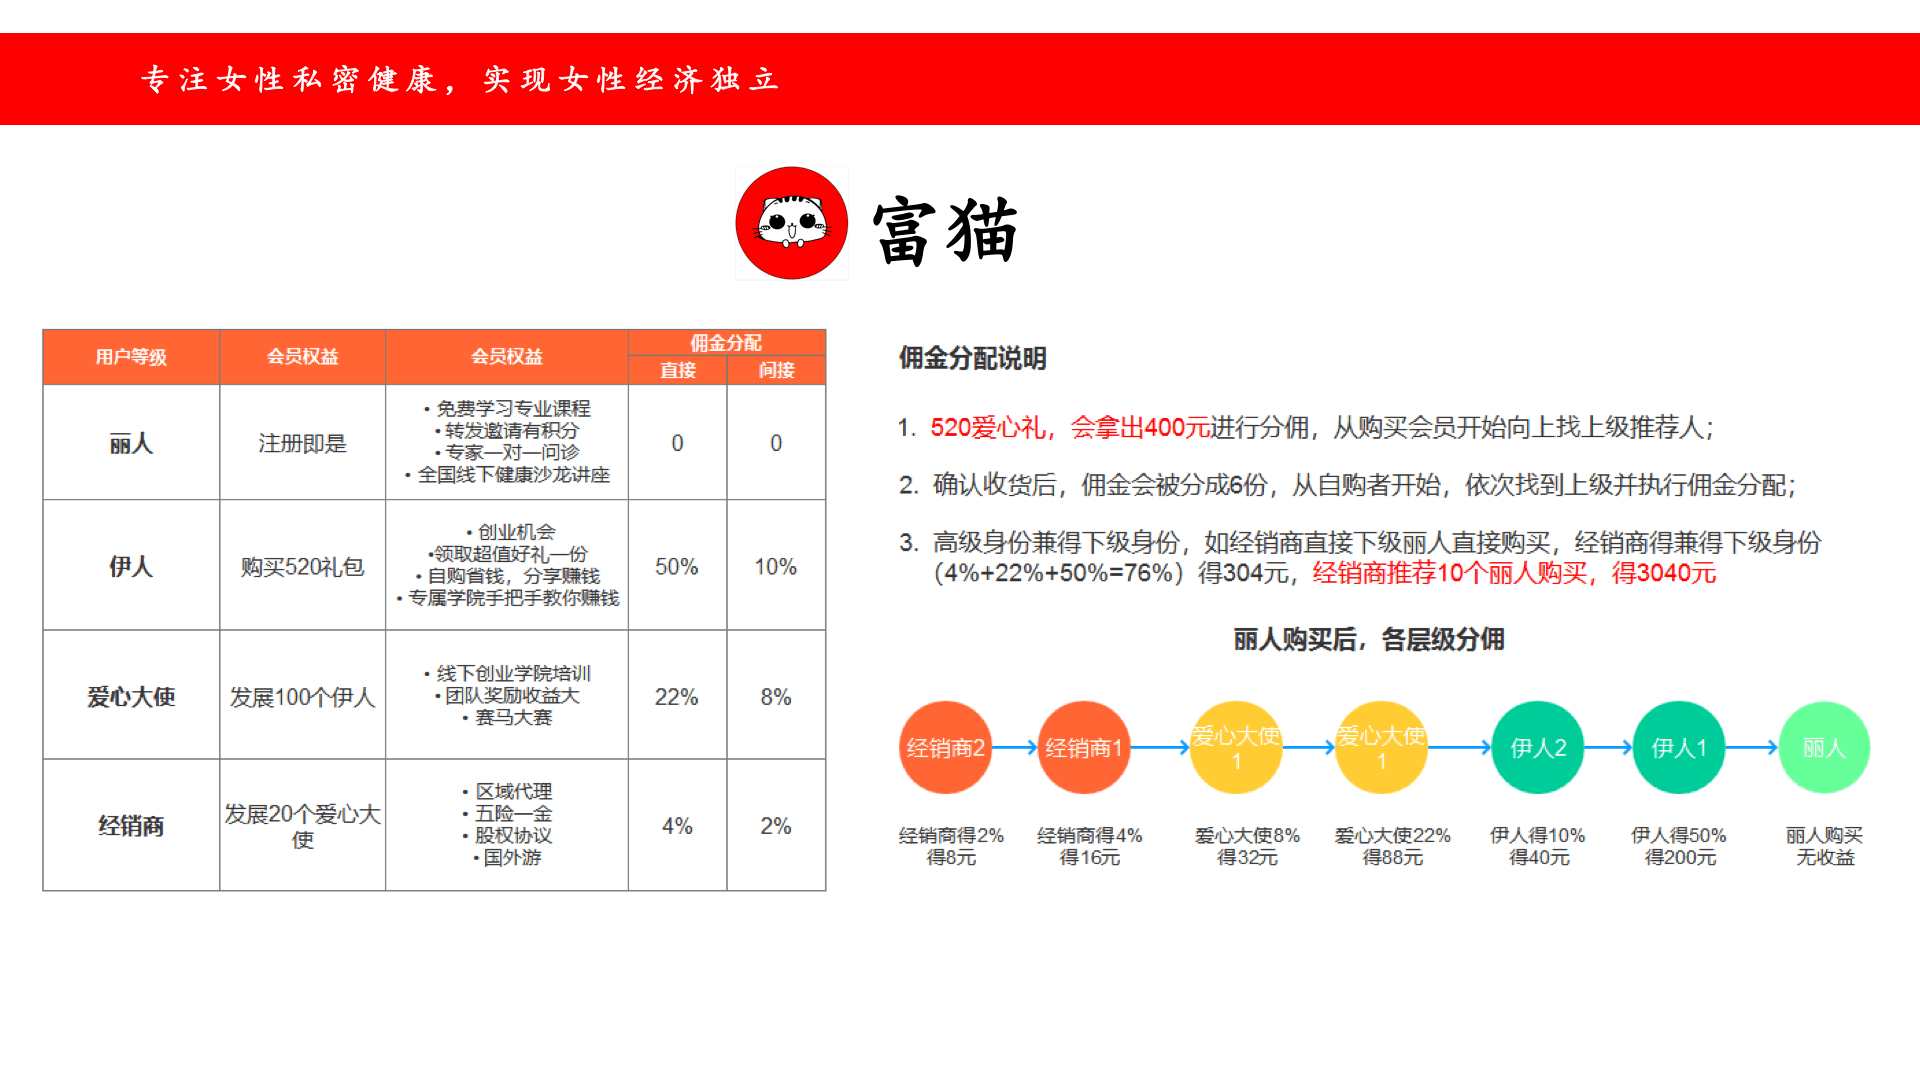 专注女性私密健康，实现女性经济独立
富猫
用户等级 会员权益 会员权益 佣金分配
直接 间接
丽人 注册即是
• 免费学习专业课程
• 转发邀请有积分
• 专家一对一问诊
• 全国线下健康沙龙讲座
0 0
伊人 购买520礼包
• 创业机会
•领取超值好礼一份
• 自购省钱，分享赚钱
• 专属学院手把手教你赚钱
50% 10%
爱心大使 发展100个伊人
• 线下创业学院培训
• 团队奖励收益大
• 赛马大赛
22% 8%
经销商
发展20个爱心大
使
• 区域代理
• 五险一金
• 股权协议
• 国外游
4% 2%
佣金分配说明
1. 520爱心礼，会拿出400元进行分佣，从购买会员开始向上找上级推荐人；
2. 确认收货后，佣金会被分成6份，从自购者开始，依次找到上级并执行佣金分配；
3. 高级身份兼得下级身份，如经销商直接下级丽人直接购买，经销商得兼得下级身份
（4%+22%+50%=76%）得304元，经销商推荐10个丽人购买，得3040元
丽人购买后，各层级分佣
经销商2
经销商1
爱心大使
1
爱心大使
1
伊人2
伊人1
丽人
经销商得2%
得8元
经销商得4%
得16元
爱心大使8%
得32元
爱心大使22%
得88元
伊人得10%
得40元
伊人得50%
得200元
丽人购买
无收益